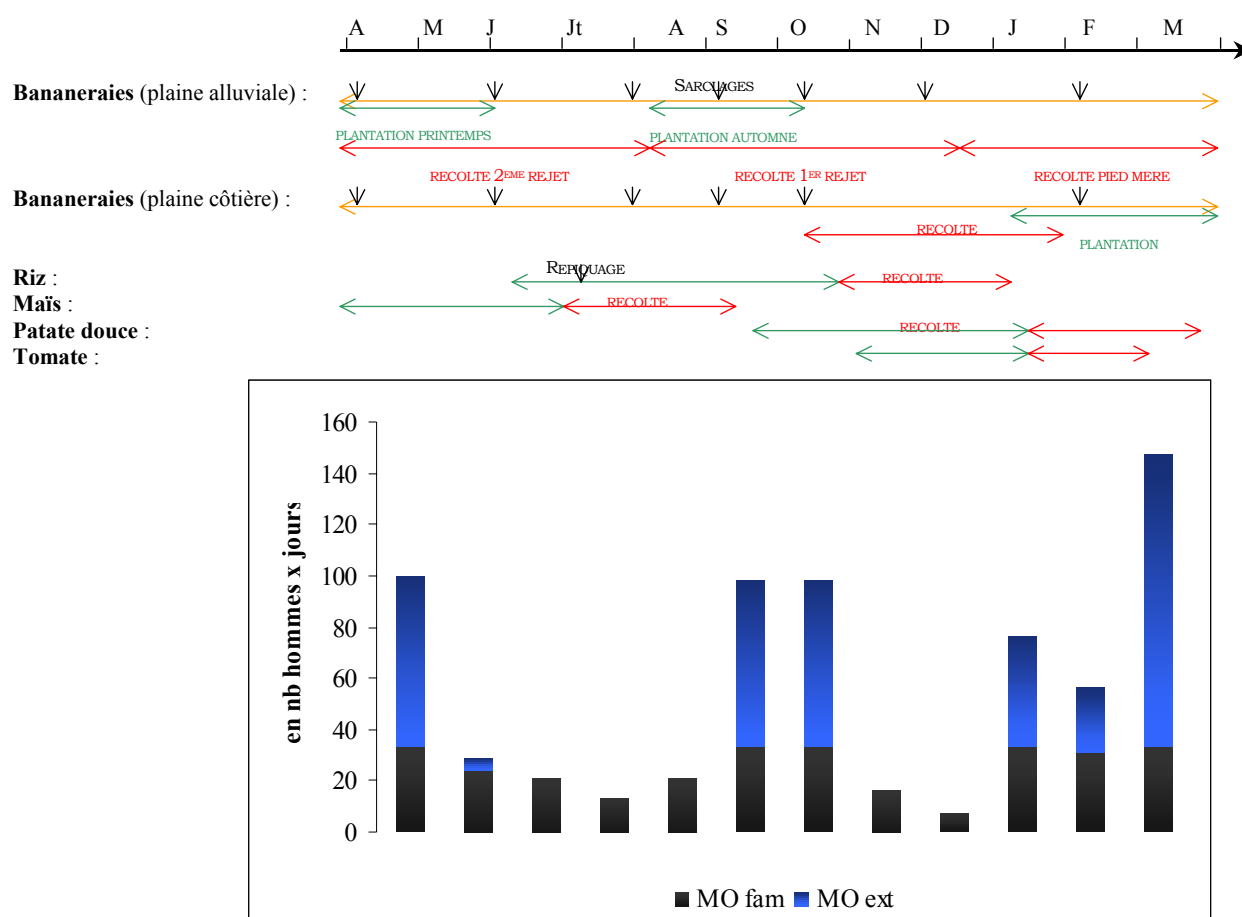 A M J Jt A S O N D J F M
Bananeraies (plaine alluviale) :
SARCLAGES
PLANTATION PRINTEMPS PLANTATION AUTOMNE
RECOLTE 2EME REJET RECOLTE 1ER REJET RECOLTE PIED MERE
Bananeraies (plaine côtière) :
RECOLTE PLANTATION
Riz : REPIQUAGE RECOLTE
Maïs : RECOLTE
Patate douce : RECOLTE
Tomate :
en nb hommes x jours
160
140
120
100
80
60
40
20
0
MO fam MO ext